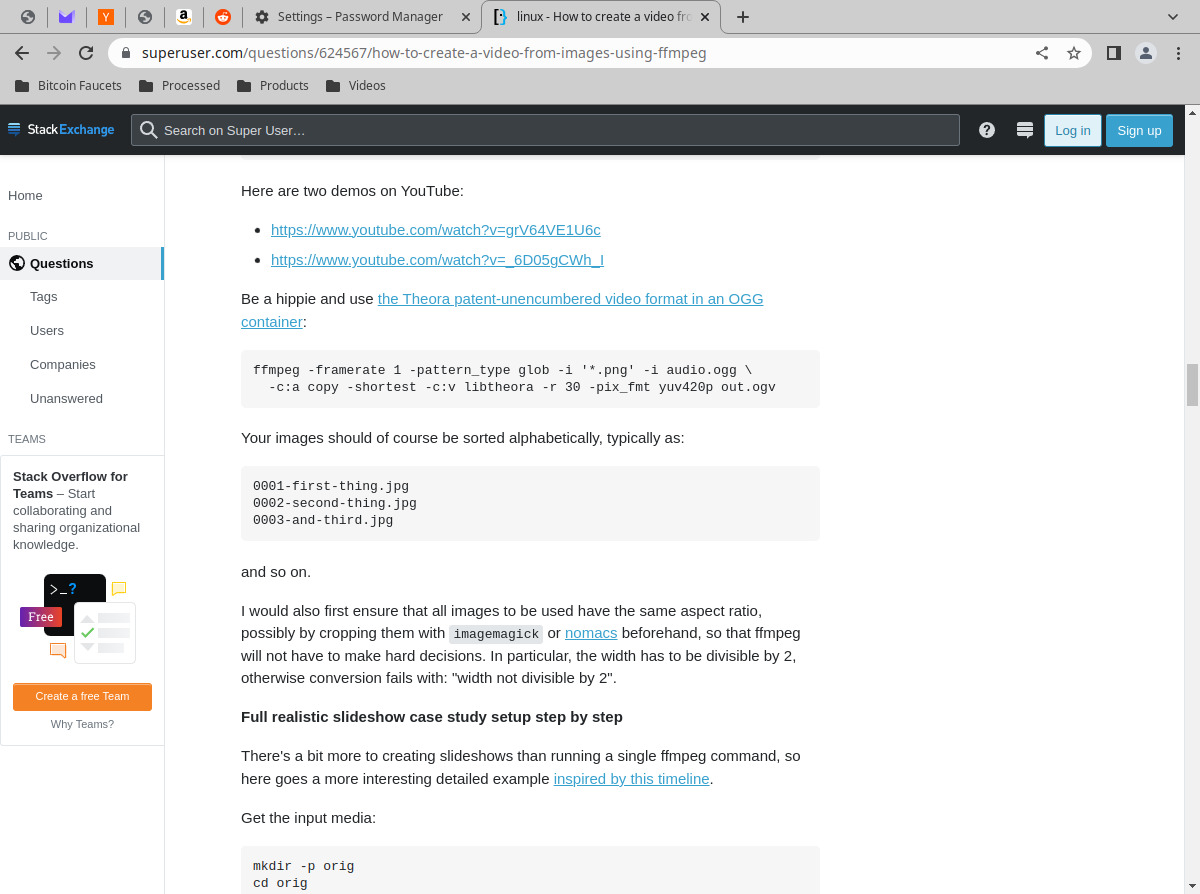 Settings – Password Manager
linux - How to create a video fro
superuser.com/questions/624567/how-to-create-a-video-from-images-using-ffmpeg
Bitcoin Faucets
Processed
Products
Videos
StackExchange
Search on Super User…
Log in
Sign up
Home
PUBLIC
Questions
Tags
Users
Companies
Unanswered
TEAMS
Stack Overflow for
Teams – Start
collaborating and
sharing organizational
knowledge.
>_?
Free
Create a free Team
Why Teams?
Here are two demos on YouTube:
https://www.youtube.com/watch?v=grV64VE1U6c
https://www.youtube.com/watch?v=_6D05gCWh_I
Be a hippie and use the Theora patent-unencumbered video format in an OGG
container:
ffmpeg -framerate 1 -pattern_type glob -i '*.png' -i audio.ogg \
-c:a copy -shortest -c:v libtheora -r 30 -pix_fmt yuv420p out.ogv
Your images should of course be sorted alphabetically, typically as:
0001-first-thing.jpg
0002-second-thing.jpg
0003-and-third.jpg
and so on.
I would also first ensure that all images to be used have the same aspect ratio,
possibly by cropping them with imagemagick or nomacs beforehand, so that ffmpeg
will not have to make hard decisions. In particular, the width has to be divisible by 2,
otherwise conversion fails with: "width not divisible by 2".
Full realistic slideshow case study setup step by step
There's a bit more to creating slideshows than running a single ffmpeg command, so
here goes a more interesting detailed example inspired by this timeline.
Get the input media:
mkdir -p orig
cd orig